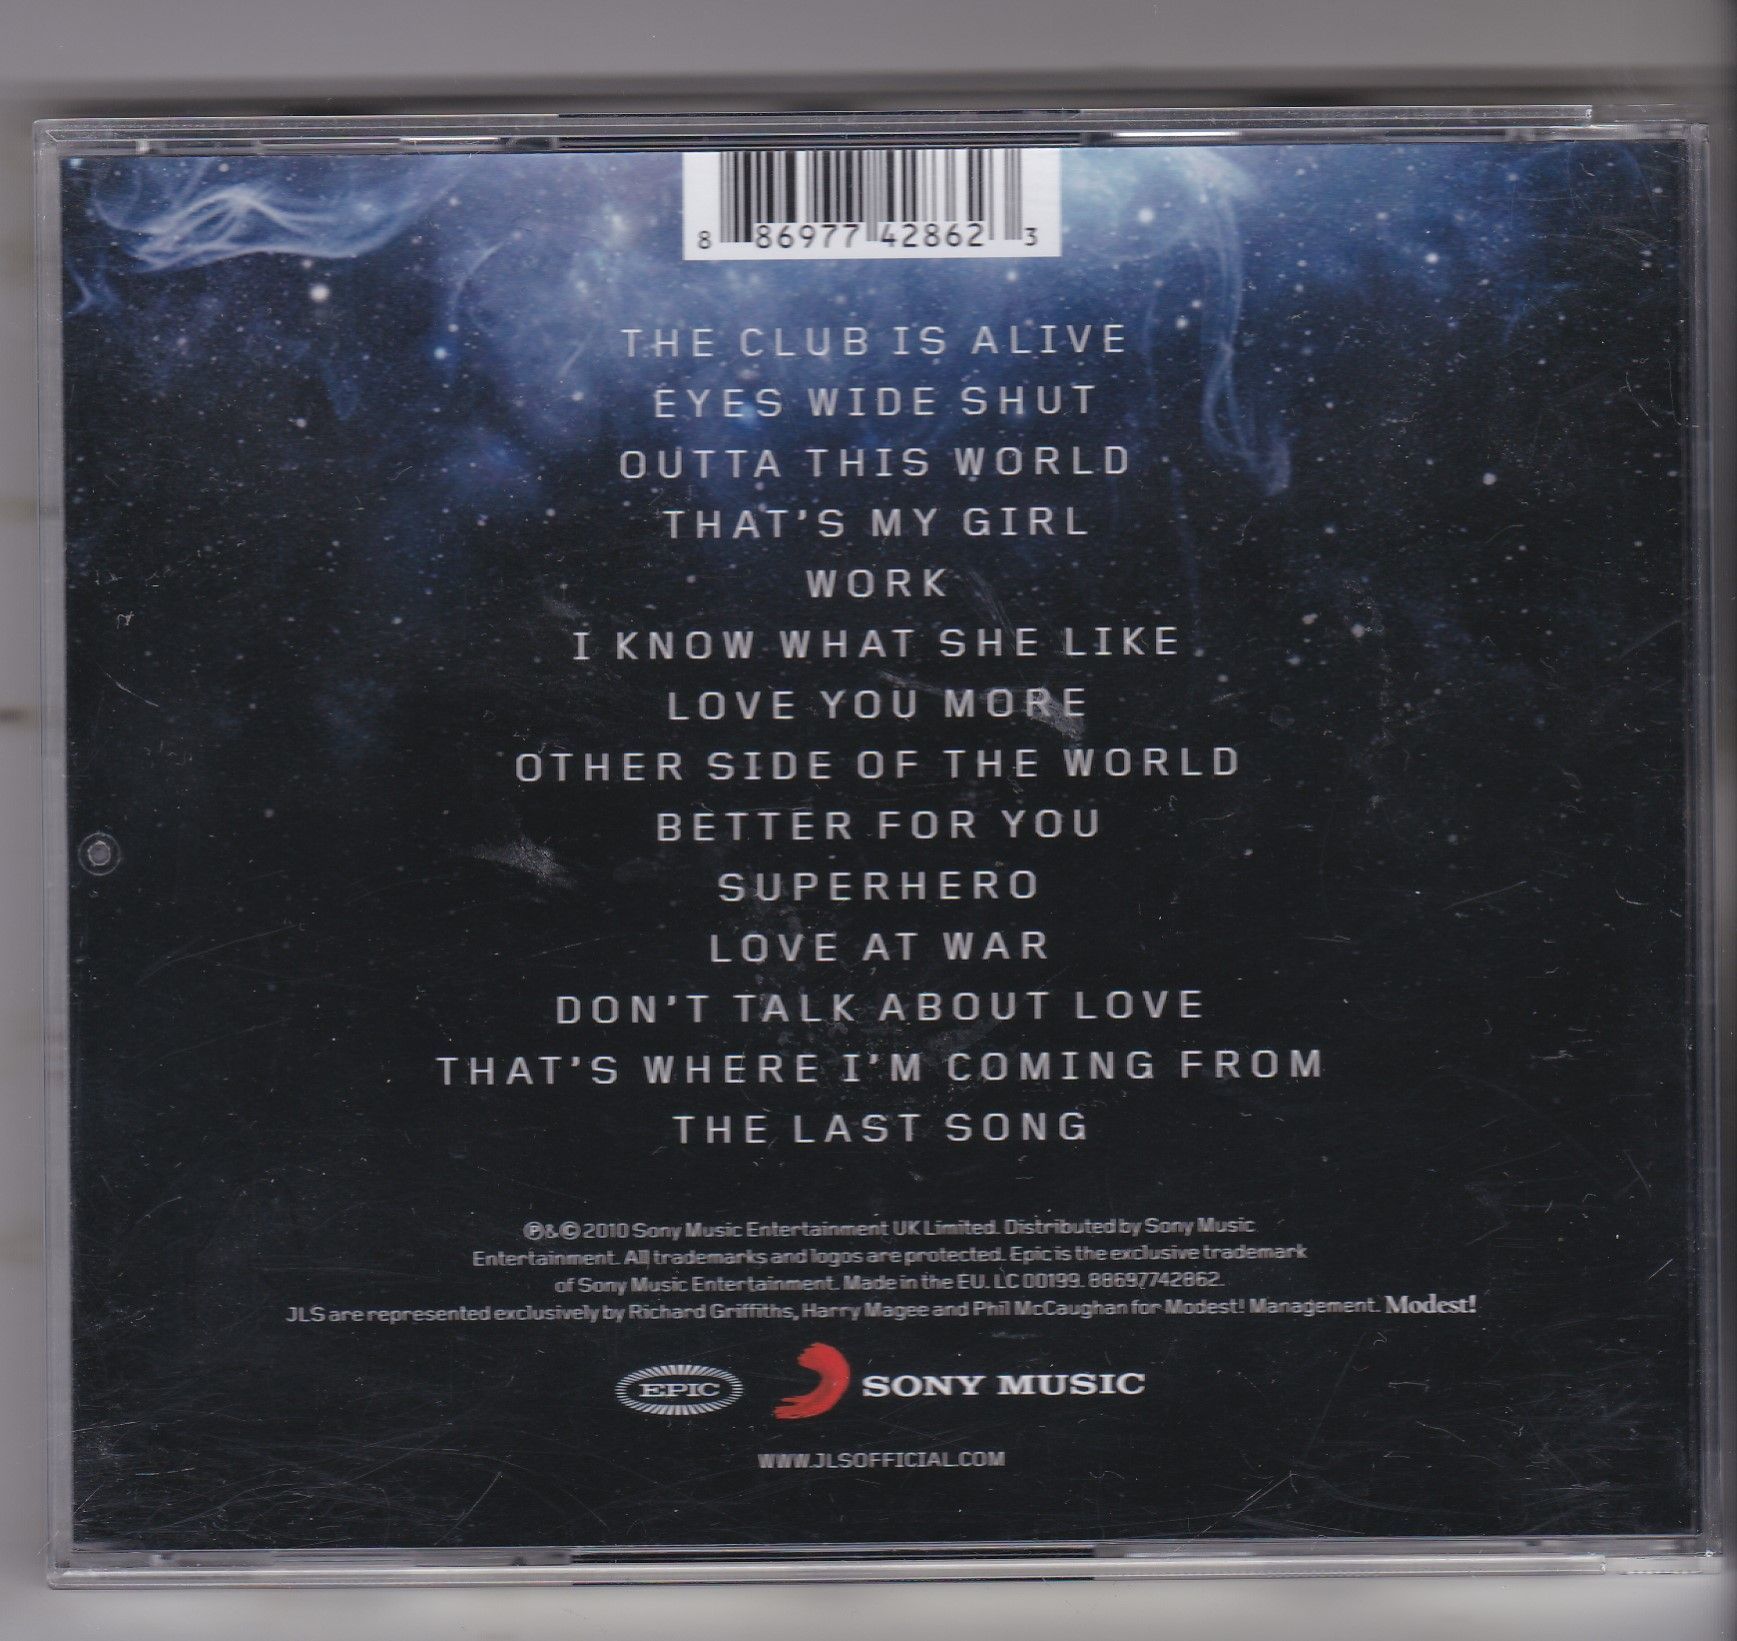 8 86977 42862 3
THE CLUB IS ALIVE
EYES WIDE SHUT
OUTTA THIS WORLD
THAT'S MY GIRL
WORK
I KNOW WHAT SHE LIKE
LOVE YOU MORE
OTHER SIDE OF THE WORLD
BETTER FOR YOU
SUPERHERO
LOVE AT WAR
DON'T TALK ABOUT LOVE
THAT'S WHERE I'M COMING FROM
THE LAST SONG
℗&© 2010 Sony Music Entertainment UK Limited. Distributed by Sony Music
Entertainment. All trademarks and logos are protected. Epic is the exclusive trademark
of Sony Music Entertainment. Made in the EU. LC 00199. 88697742862.
JLS are represented exclusively by Richard Griffiths, Harry Magee and Phil McCaughan for Modest! Management. Modest!
EPIC SONY MUSIC
WWW.JLSOFFICIAL.COM